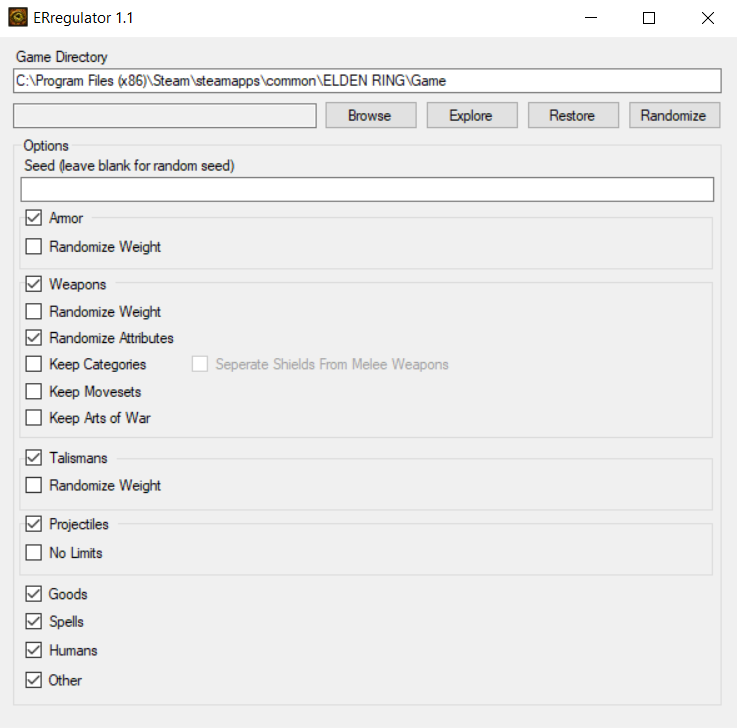 ERregulator 1.1
Game Directory
C:\Program Files (x86)\Steam\steamapps\common\ELDEN RING\Game
Browse Explore Restore Randomize
Options
Seed (leave blank for random seed)
Armor
Randomize Weight
Weapons
Randomize Weight
Randomize Attributes
Keep Categories Seperate Shields From Melee Weapons
Keep Movesets
Keep Arts of War
Talismans
Randomize Weight
Projectiles
No Limits
Goods
Spells
Humans
Other